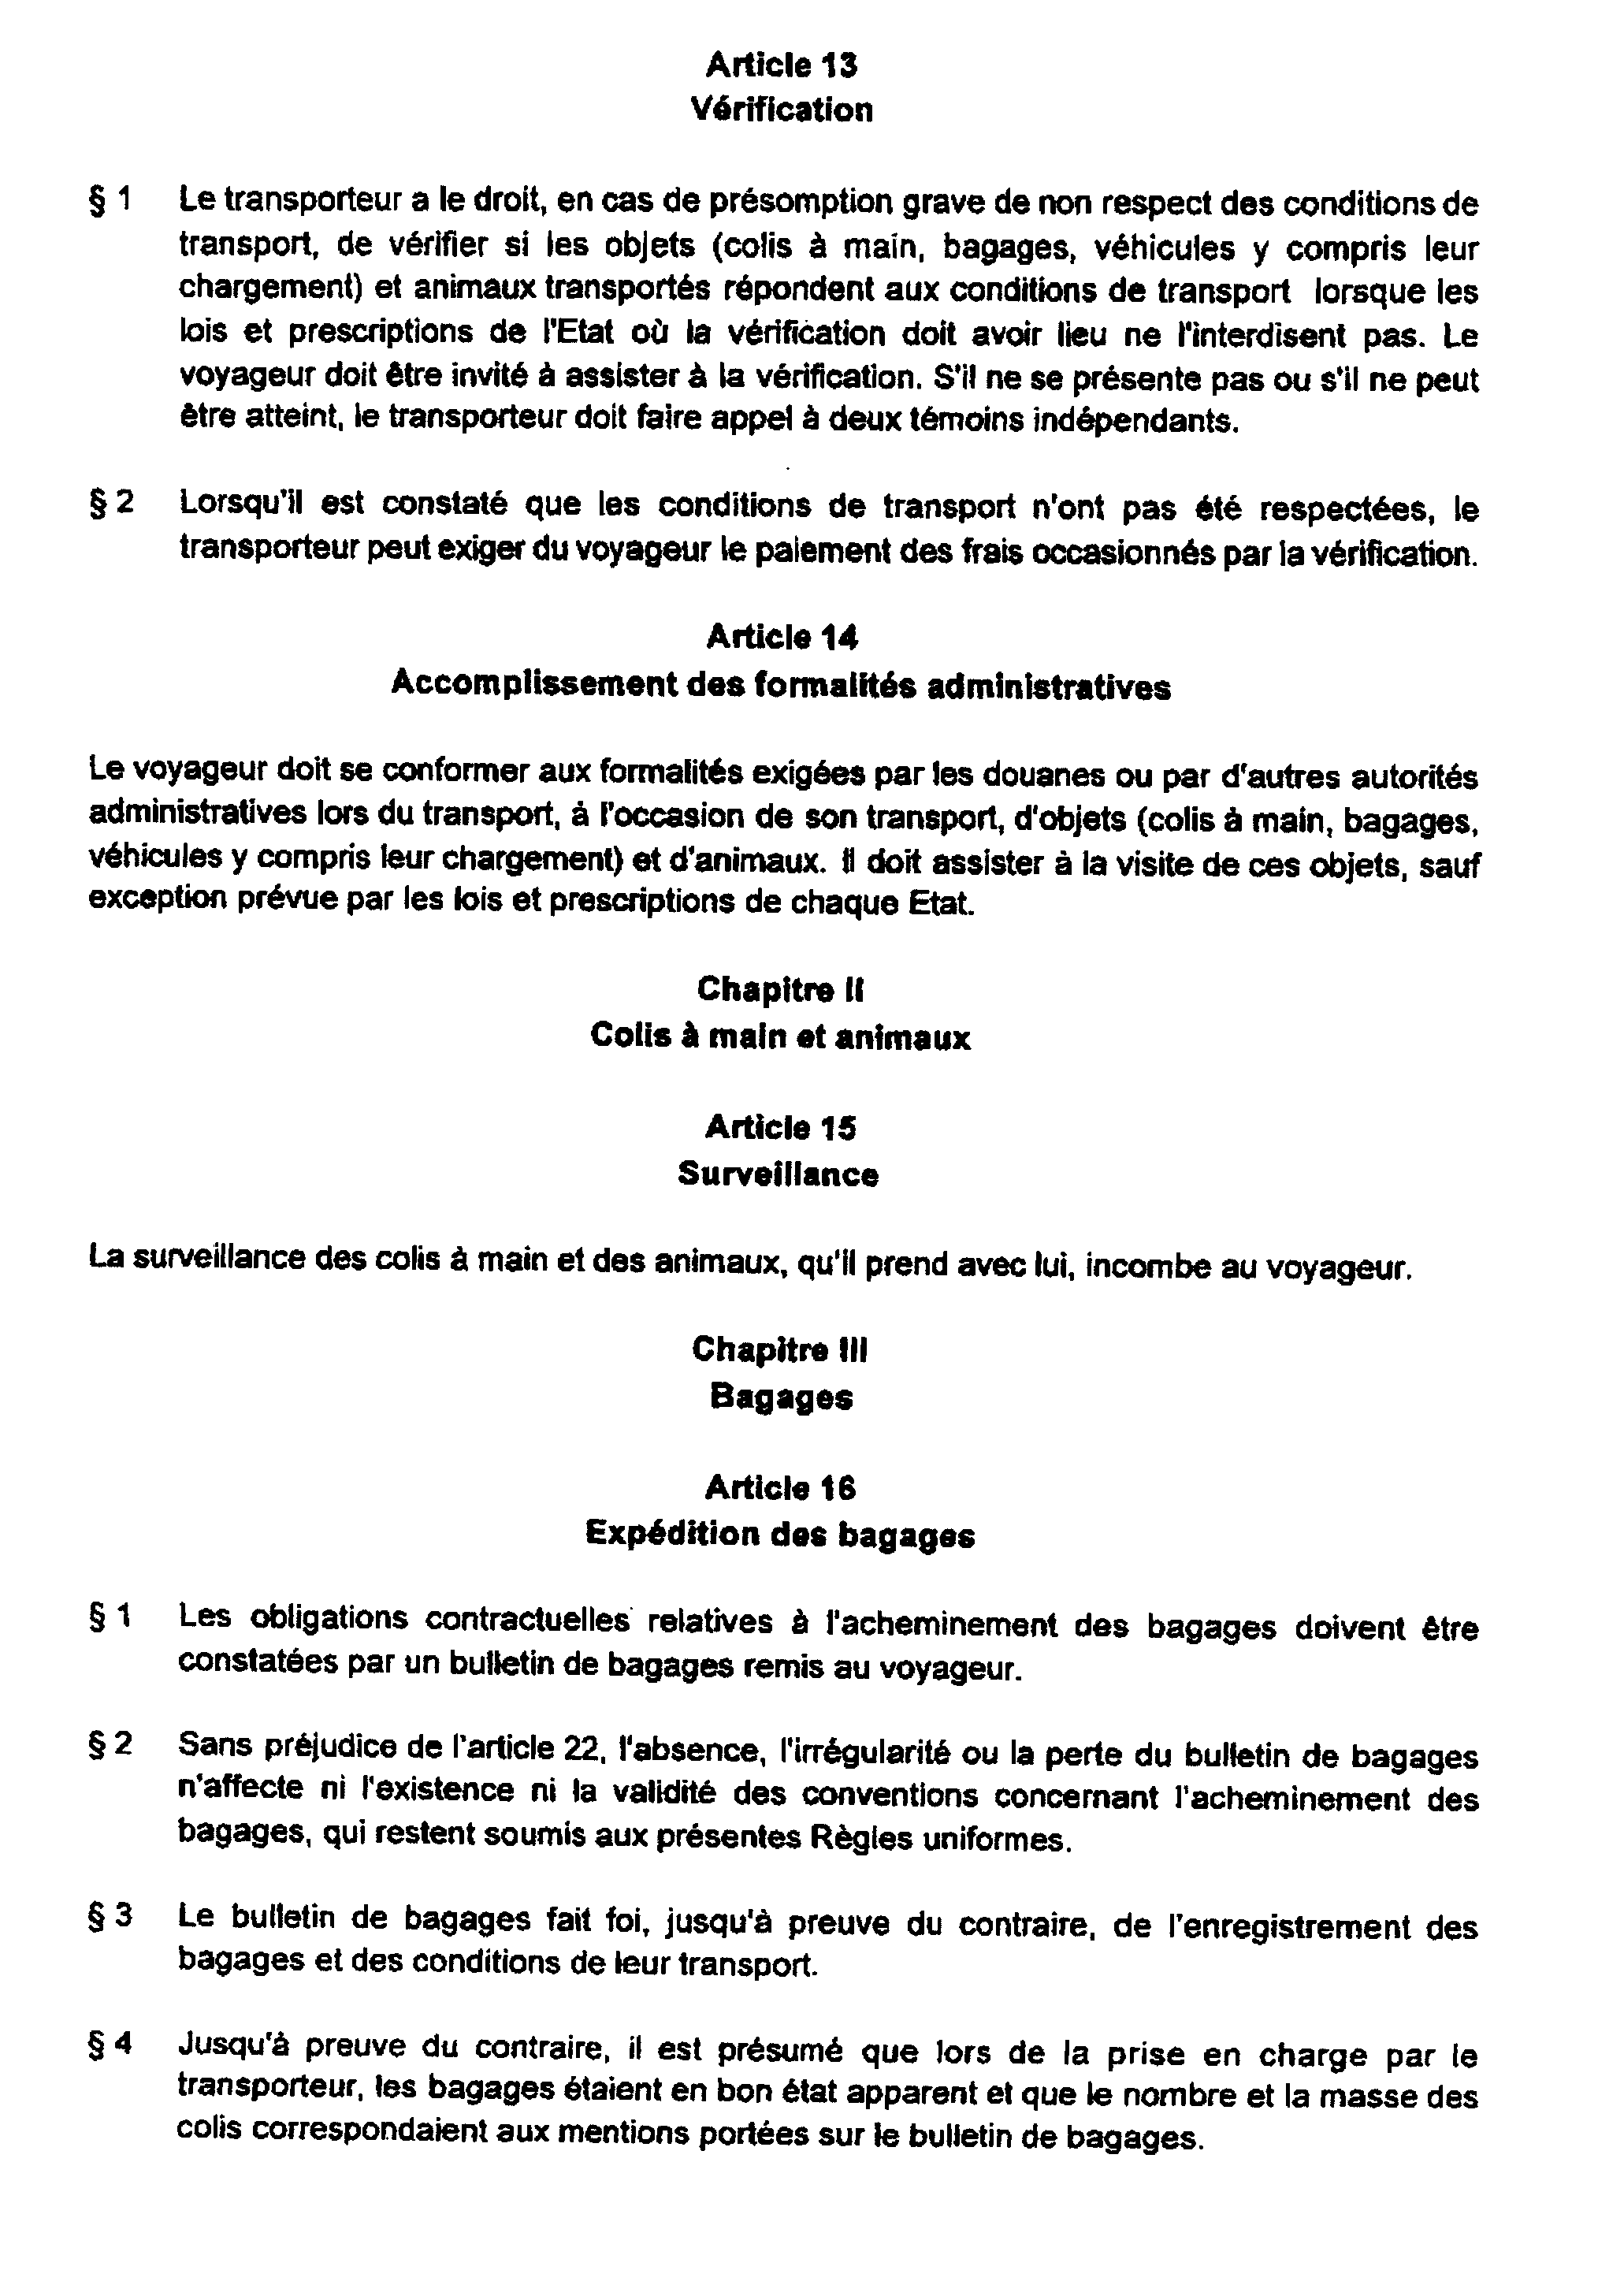 Article 13
Vérification
§ 1 Le transporteur a le droit, en cas de présomption grave de non respect des conditions de
transport, de vérifier si les objets (colis à main, bagages, véhicules y compris leur
chargement) et animaux transportés répondent aux conditions de transport lorsque les
lois et prescriptions de l'Etat où la vérification doit avoir lieu ne l'interdisent pas. Le
voyageur doit être invité à assister à la vérification. S'il ne se présente pas ou s'il ne peut
être atteint, le transporteur doit faire appel à deux témoins indépendants.
§ 2 Lorsqu'il est constaté que les conditions de transport n'ont pas été respectées, le
transporteur peut exiger du voyageur le paiement des frais occasionnés par la vérification.
Article 14
Accomplissement des formalités administratives
Le voyageur doit se conformer aux formalités exigées par les douanes ou par d'autres autorités
administratives lors du transport, à l'occasion de son transport, d'objets (colis à main, bagages,
véhicules y compris leur chargement) et d'animaux. Il doit assister à la visite de ces objets, sauf
exception prévue par les lois et prescriptions de chaque Etat.
Chapitre II
Colis à main et animaux
Article 15
Surveillance
La surveillance des colis à main et des animaux, qu'il prend avec lui, incombe au voyageur.
Chapitre III
Bagages
Article 16
Expédition des bagages
§ 1 Les obligations contractuelles relatives à l'acheminement des bagages doivent être
constatées par un bulletin de bagages remis au voyageur.
§ 2 Sans préjudice de l'article 22, l'absence, l'irrégularité ou la perte du bulletin de bagages
n'affecte ni l'existence ni la validité des conventions concernant l'acheminement des
bagages, qui restent soumis aux présentes Règles uniformes.
§ 3 Le bulletin de bagages fait foi, jusqu'à preuve du contraire, de l'enregistrement des
bagages et des conditions de leur transport.
§ 4 Jusqu'à preuve du contraire, il est présumé que lors de la prise en charge par le
transporteur, les bagages étaient en bon état apparent et que le nombre et la masse des
colis correspondaient aux mentions portées sur le bulletin de bagages.